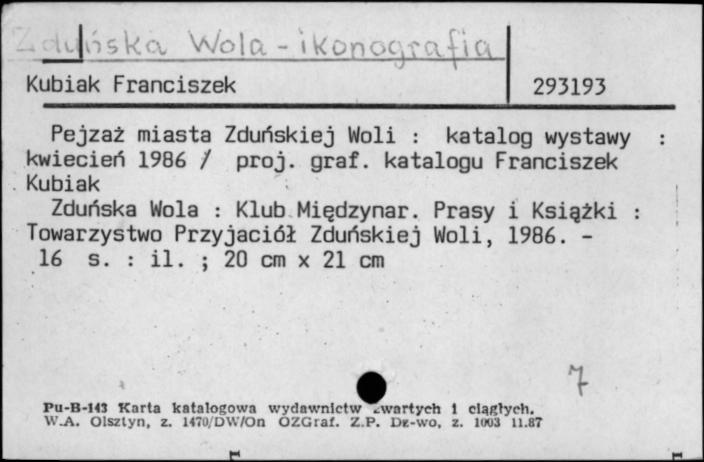 Zduńska Wola - ikonografia
Kubiak Franciszek 293193
Pejzaż miasta Zduńskiej Woli : katalog wystawy :
kwiecień 1986 / proj. graf. katalogu Franciszek
Kubiak
Zduńska Wola : Klub Międzynar. Prasy i Książki :
Towarzystwo Przyjaciół Zduńskiej Woli, 1986. -
16 s. : il. ; 20 cm x 21 cm
7
Pu-B-143 Karta katalogowa wydawnictw zwartych i ciągłych.
W.A. Olsztyn, z. 1470/DW/On OZGraf. Z.P. Dz-wo, z. 1003 11.87